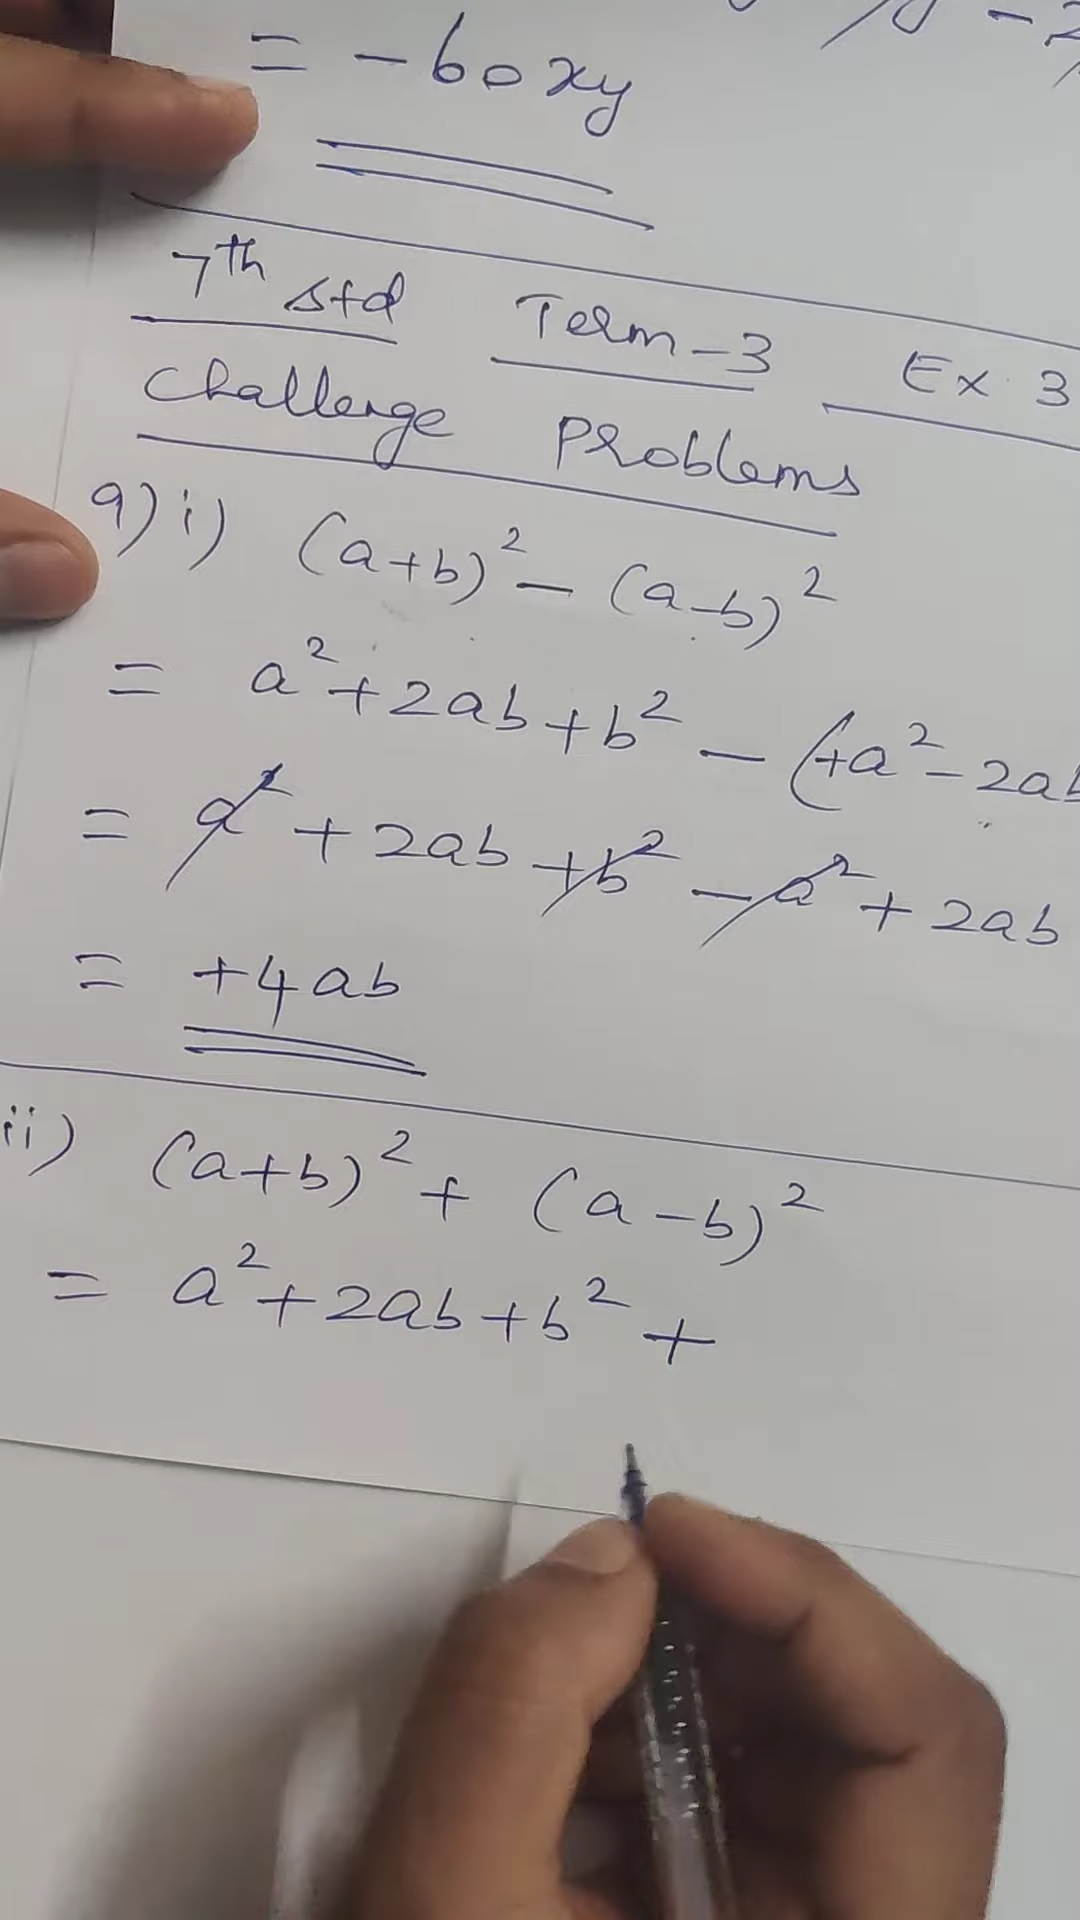 = -60xy
7th std Term-3 Ex 3
Challenge Problems
9) i) (a+b)² - (a-b)²
= a² + 2ab + b² - (+a² - 2ab
= a² + 2ab + b² - a² + 2ab
= +4ab
ii) (a+b)² + (a-b)²
= a² + 2ab + b² +